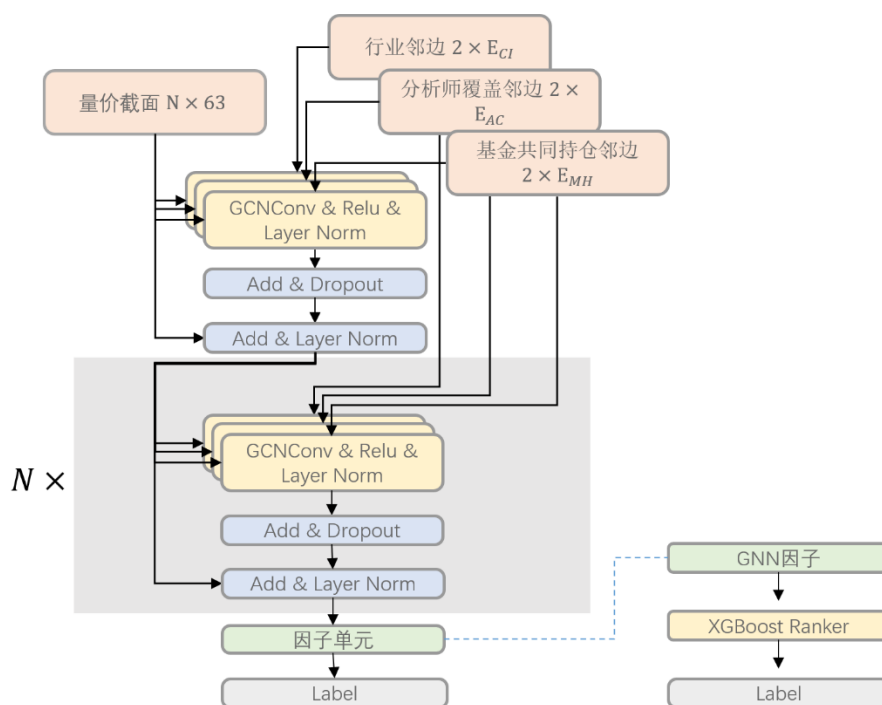 行业邻边 2 × E_CI
量价截面 N × 63
分析师覆盖邻边 2 ×
E_AC
基金共同持仓邻边
2 × E_MH
GCNConv & Relu &
Layer Norm
Add & Dropout
Add & Layer Norm
N ×
GCNConv & Relu &
Layer Norm
Add & Dropout
Add & Layer Norm
因子单元
Label
GNN因子
XGBoost Ranker
Label